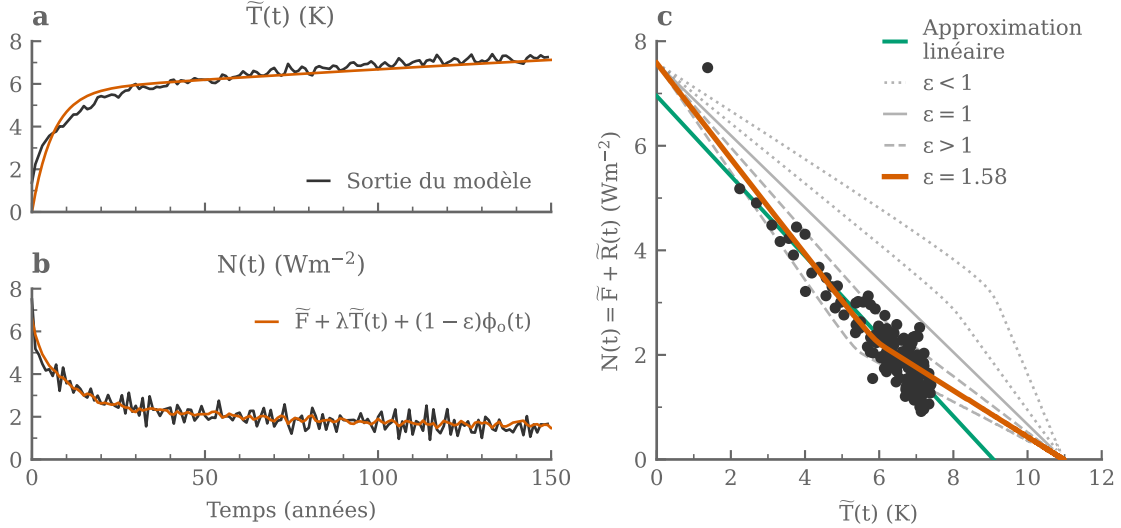 a
T̃(t) (K)
8
6
4
2
0
Sortie du modèle
b
N(t) (Wm⁻²)
8
6
4
2
0
F̃ + λT̃(t) + (1 − ε)ϕₒ(t)
0
50
100
150
Temps (années)
c
Approximation
linéaire
ε < 1
ε = 1
ε > 1
ε = 1.58
N(t) = F̃ + R̃(t) (Wm⁻²)
8
6
4
2
0
0
2
4
6
8
10
12
T̃(t) (K)